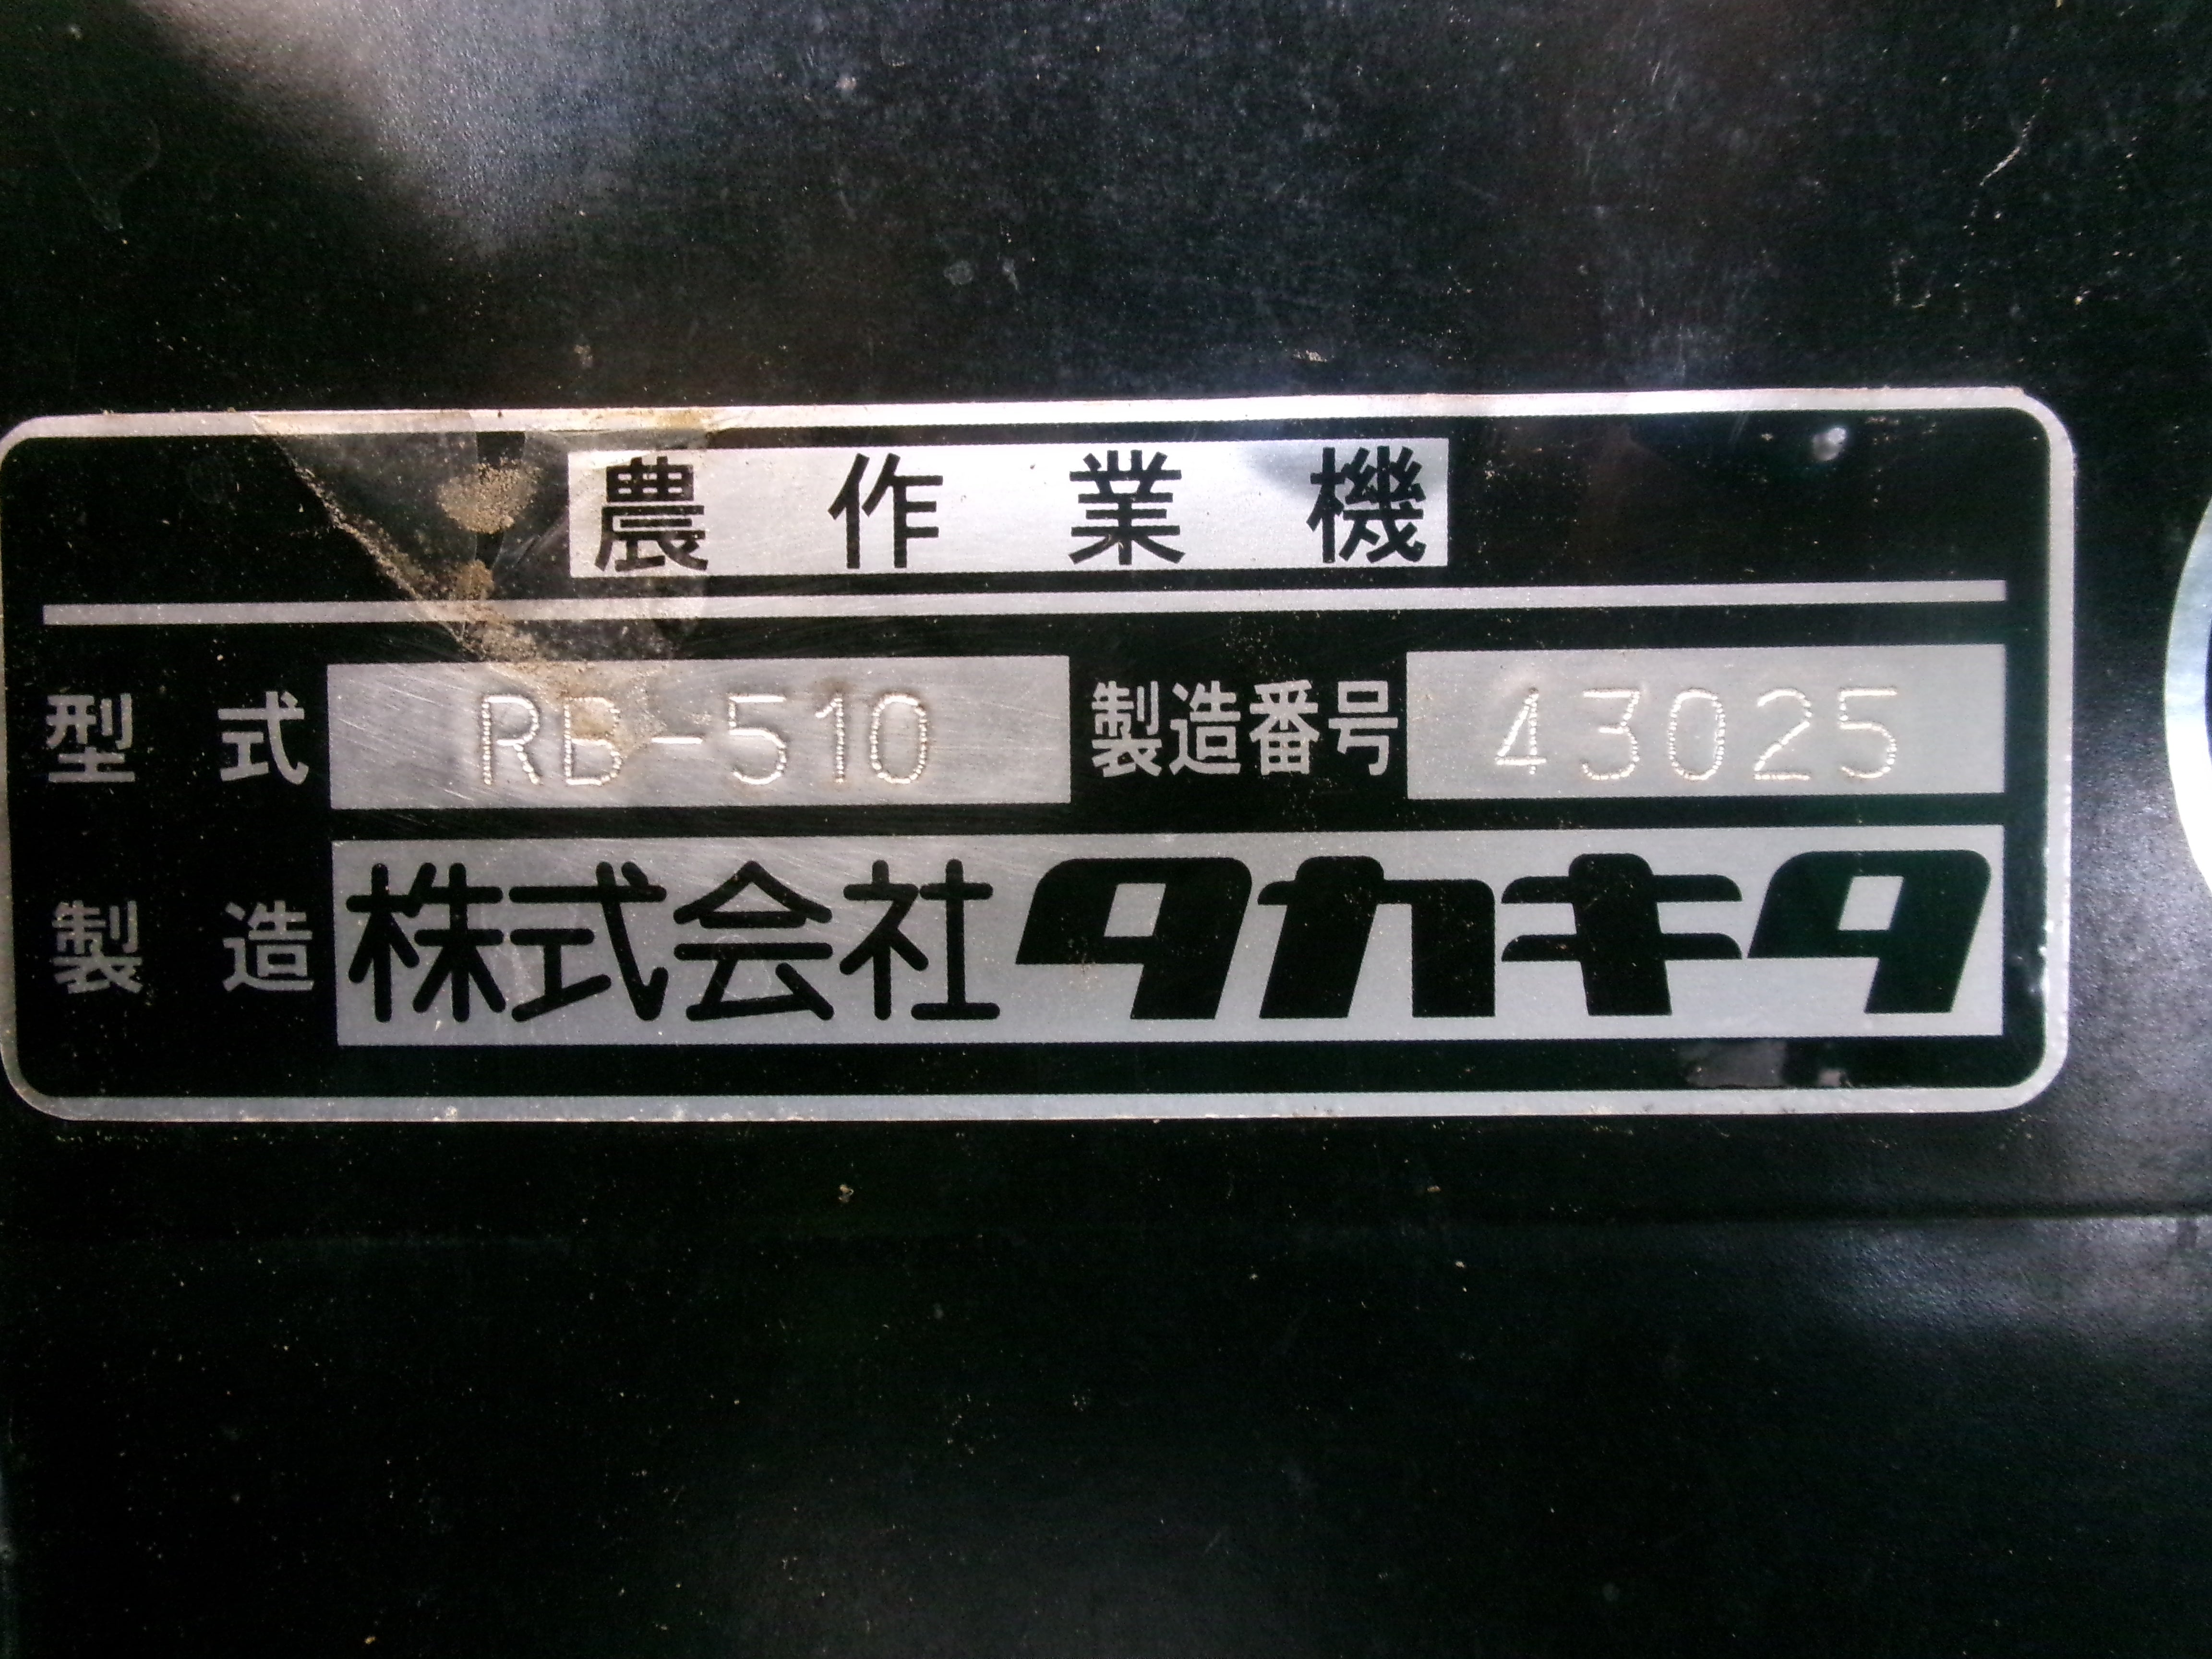 農作業機
型式 RB-510 製造番号 43025
製造 株式会社タカキタ